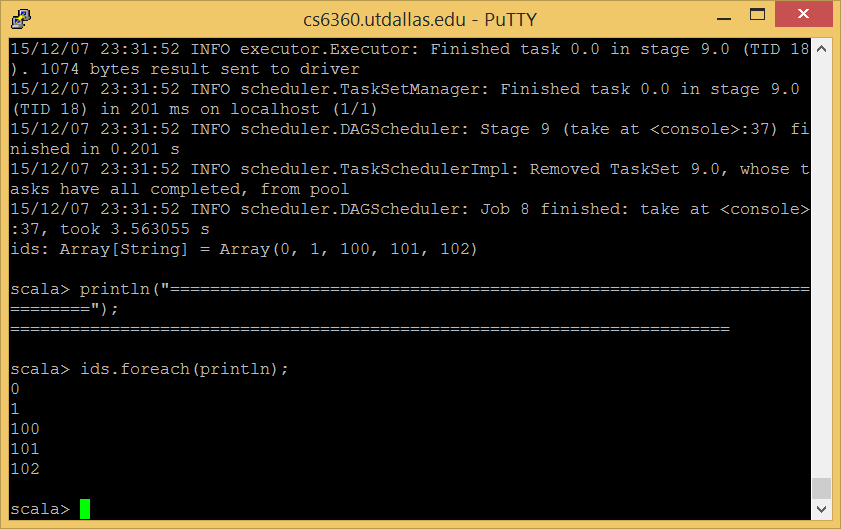 cs6360.utdallas.edu - PuTTY
15/12/07 23:31:52 INFO executor.Executor: Finished task 0.0 in stage 9.0 (TID 18
). 1074 bytes result sent to driver
15/12/07 23:31:52 INFO scheduler.TaskSetManager: Finished task 0.0 in stage 9.0
(TID 18) in 201 ms on localhost (1/1)
15/12/07 23:31:52 INFO scheduler.DAGScheduler: Stage 9 (take at <console>:37) fi
nished in 0.201 s
15/12/07 23:31:52 INFO scheduler.TaskSchedulerImpl: Removed TaskSet 9.0, whose t
asks have all completed, from pool
15/12/07 23:31:52 INFO scheduler.DAGScheduler: Job 8 finished: take at <console>
:37, took 3.563055 s
ids: Array[String] = Array(0, 1, 100, 101, 102)
scala> println("================================================================
========");
========================================================================
scala> ids.foreach(println);
0
1
100
101
102
scala>